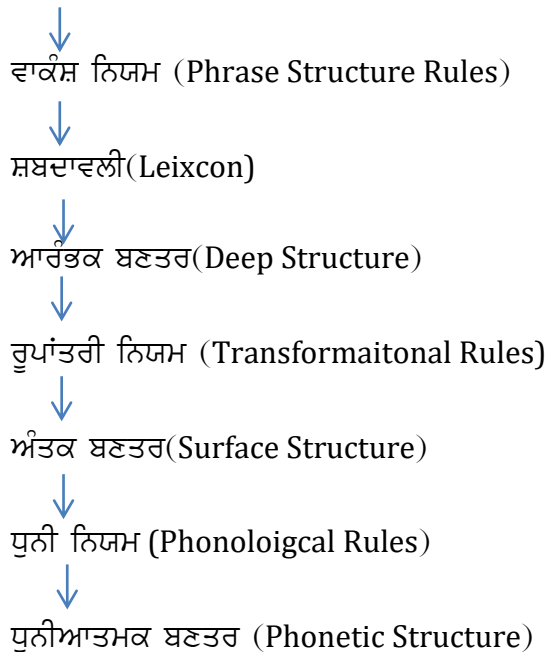 ਵਾਕੰਸ਼ ਨਿਯਮ (Phrase Structure Rules)
ਸ਼ਬਦਾਵਲੀ(Leixcon)
ਆਰੰਭਕ ਬਣਤਰ(Deep Structure)
ਰੂਪਾਂਤਰੀ ਨਿਯਮ (Transformaitonal Rules)
ਅੰਤਕ ਬਣਤਰ(Surface Structure)
ਧੁਨੀ ਨਿਯਮ (Phonoloigcal Rules)
ਧੁਨੀਆਤਮਕ ਬਣਤਰ (Phonetic Structure)